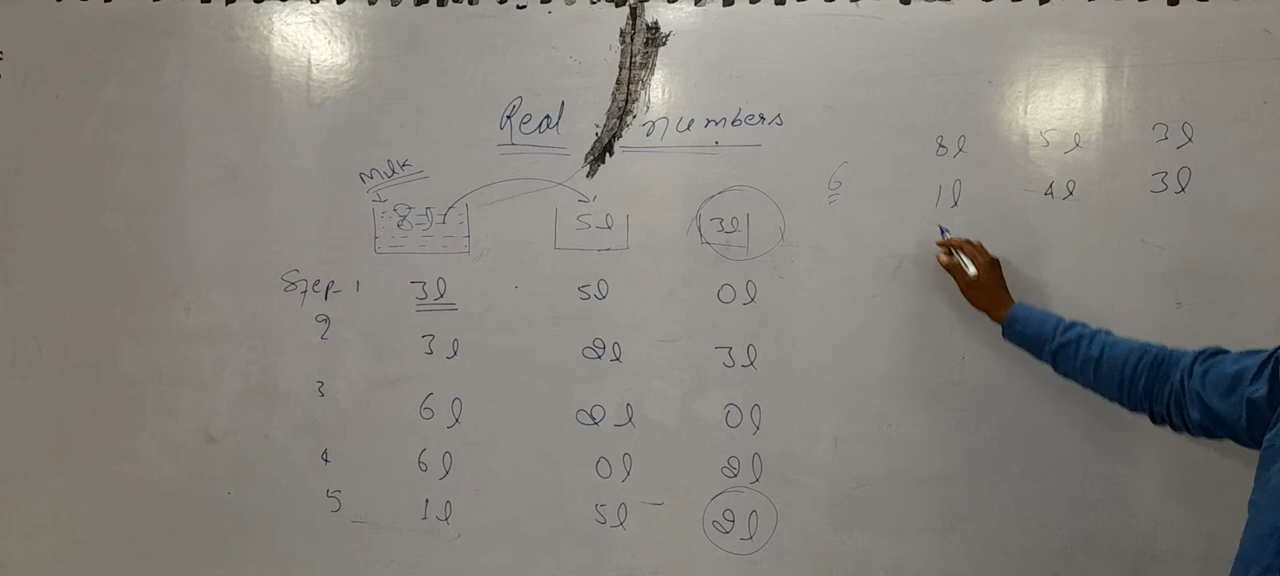 Real numbers
Milk
8l 5l 3l
Step-1 3l 5l 0l
2 3l 2l 3l
3 6l 2l 0l
4 6l 0l 2l
5 1l 5l 2l
8l 5l 3l
6 1l 4l 3l